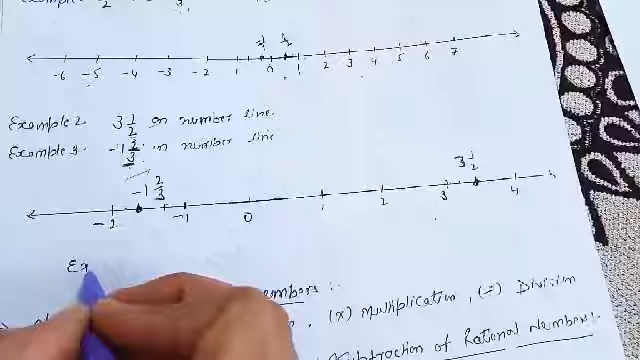 Example
-6 -5 -4 -3 -2 1 0 1 2 3 4 5 6 7
Example 2 3 1/2 on number line.
Example 3. -1 2/3 on number line
-1 2/3 3 1/2
-2 -1 0 1 2 3 4
Ex
numbers :-
, (×) Multiplication , (÷) Division
Subtraction of Rational Numbers:-